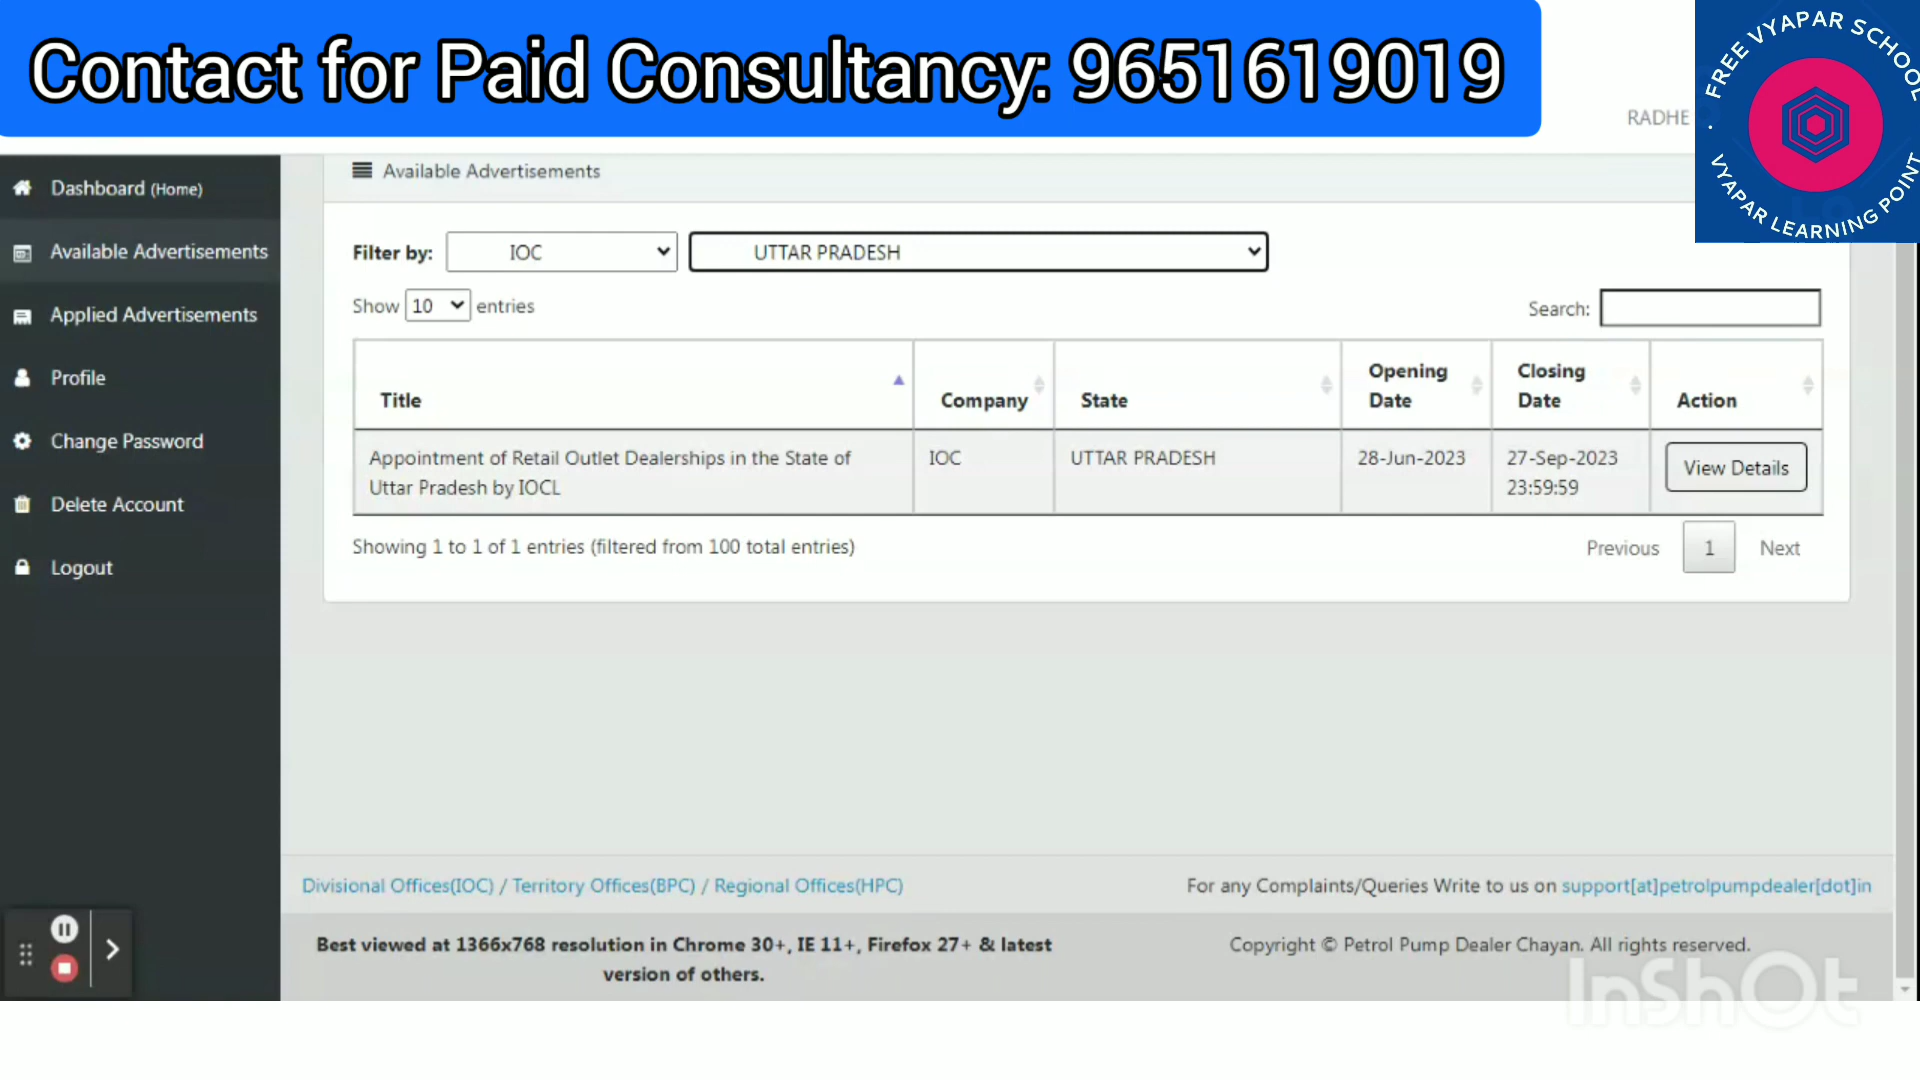 Contact for Paid Consultancy: 9651619019
FREE VYAPAR SCHOOL
VYAPAR LEARNING POINT
RADHE
Dashboard (Home)
Available Advertisements
Applied Advertisements
Profile
Change Password
Delete Account
Logout
Available Advertisements
Filter by: IOC UTTAR PRADESH
Show 10 entries
Search:
Title Company State Opening Date Closing Date Action
Appointment of Retail Outlet Dealerships in the State of IOC UTTAR PRADESH 28-Jun-2023 27-Sep-2023 View Details
Uttar Pradesh by IOCL 23:59:59
Showing 1 to 1 of 1 entries (filtered from 100 total entries)
Previous 1 Next
Divisional Offices(IOC) / Territory Offices(BPC) / Regional Offices(HPC)
For any Complaints/Queries Write to us on support[at]petrolpumpdealer[dot]in
Best viewed at 1366x768 resolution in Chrome 30+, IE 11+, Firefox 27+ & latest
version of others.
Copyright © Petrol Pump Dealer Chayan. All rights reserved.
InShOt